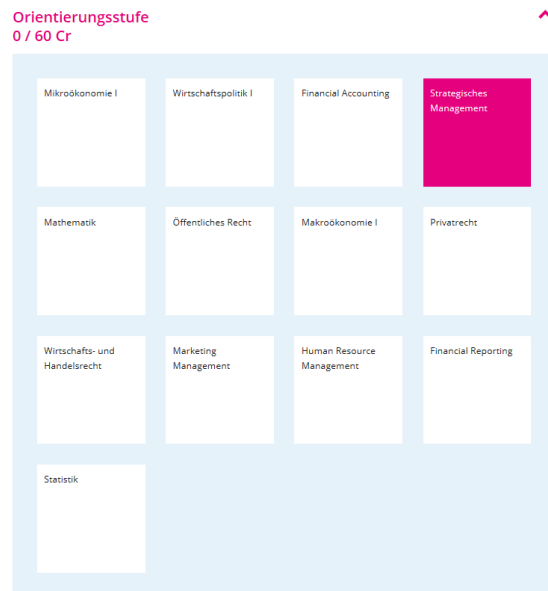 Orientierungsstufe
0 / 60 Cr
Mikroökonomie I
Wirtschaftspolitik I
Financial Accounting
Strategisches
Management
Mathematik
Öffentliches Recht
Makroökonomie I
Privatrecht
Wirtschafts- und
Handelsrecht
Marketing
Management
Human Resource
Management
Financial Reporting
Statistik